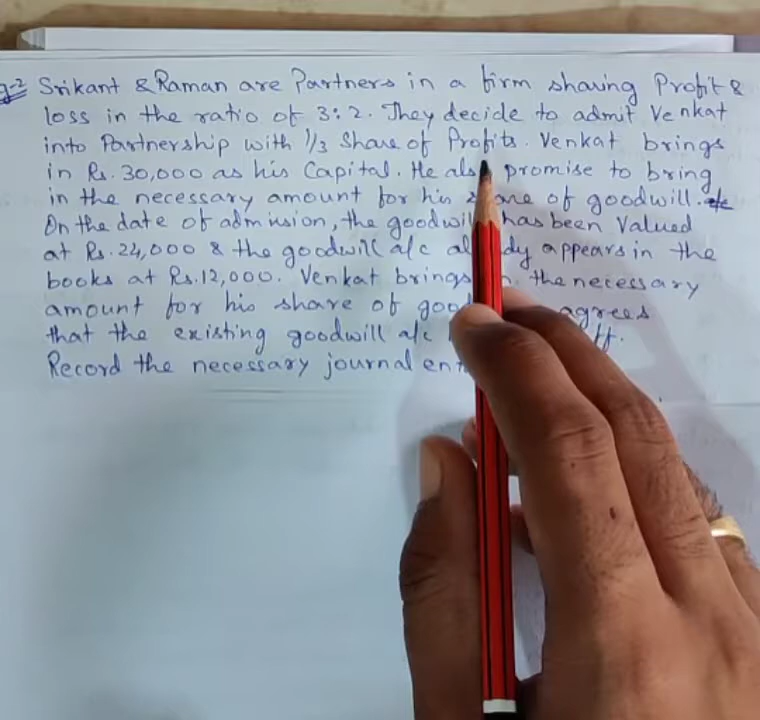 Q-2 Srikant & Raman are Partners in a firm sharing Profit &
loss in the ratio of 3:2. They decide to admit Venkat
into Partnership with 1/3 Share of Profits. Venkat brings
in Rs. 30,000 as his Capital. He also promise to bring
in the necessary amount for his share of goodwill.
On the date of admission, the goodwill has been Valued
at Rs. 24,000 & the goodwill a/c already appears in the
books at Rs. 12,000. Venkat brings the necessary
amount for his share of agrees
that the existing goodwill a/c
Record the necessary journal